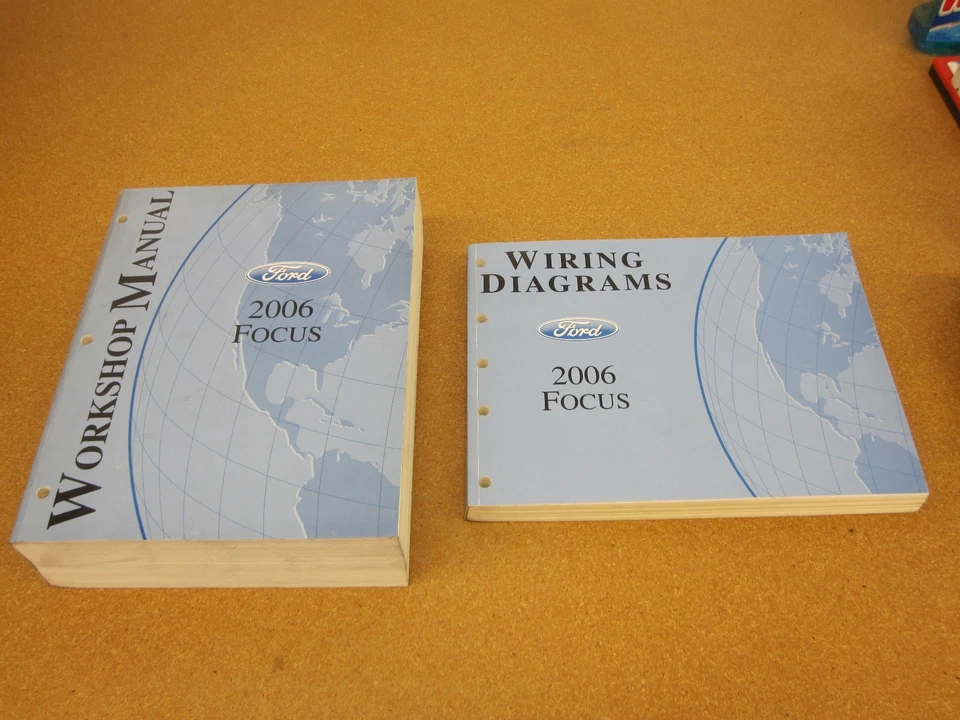 WORKSHOP MANUAL
Ford
2006
FOCUS
WIRING
DIAGRAMS
Ford
2006
FOCUS